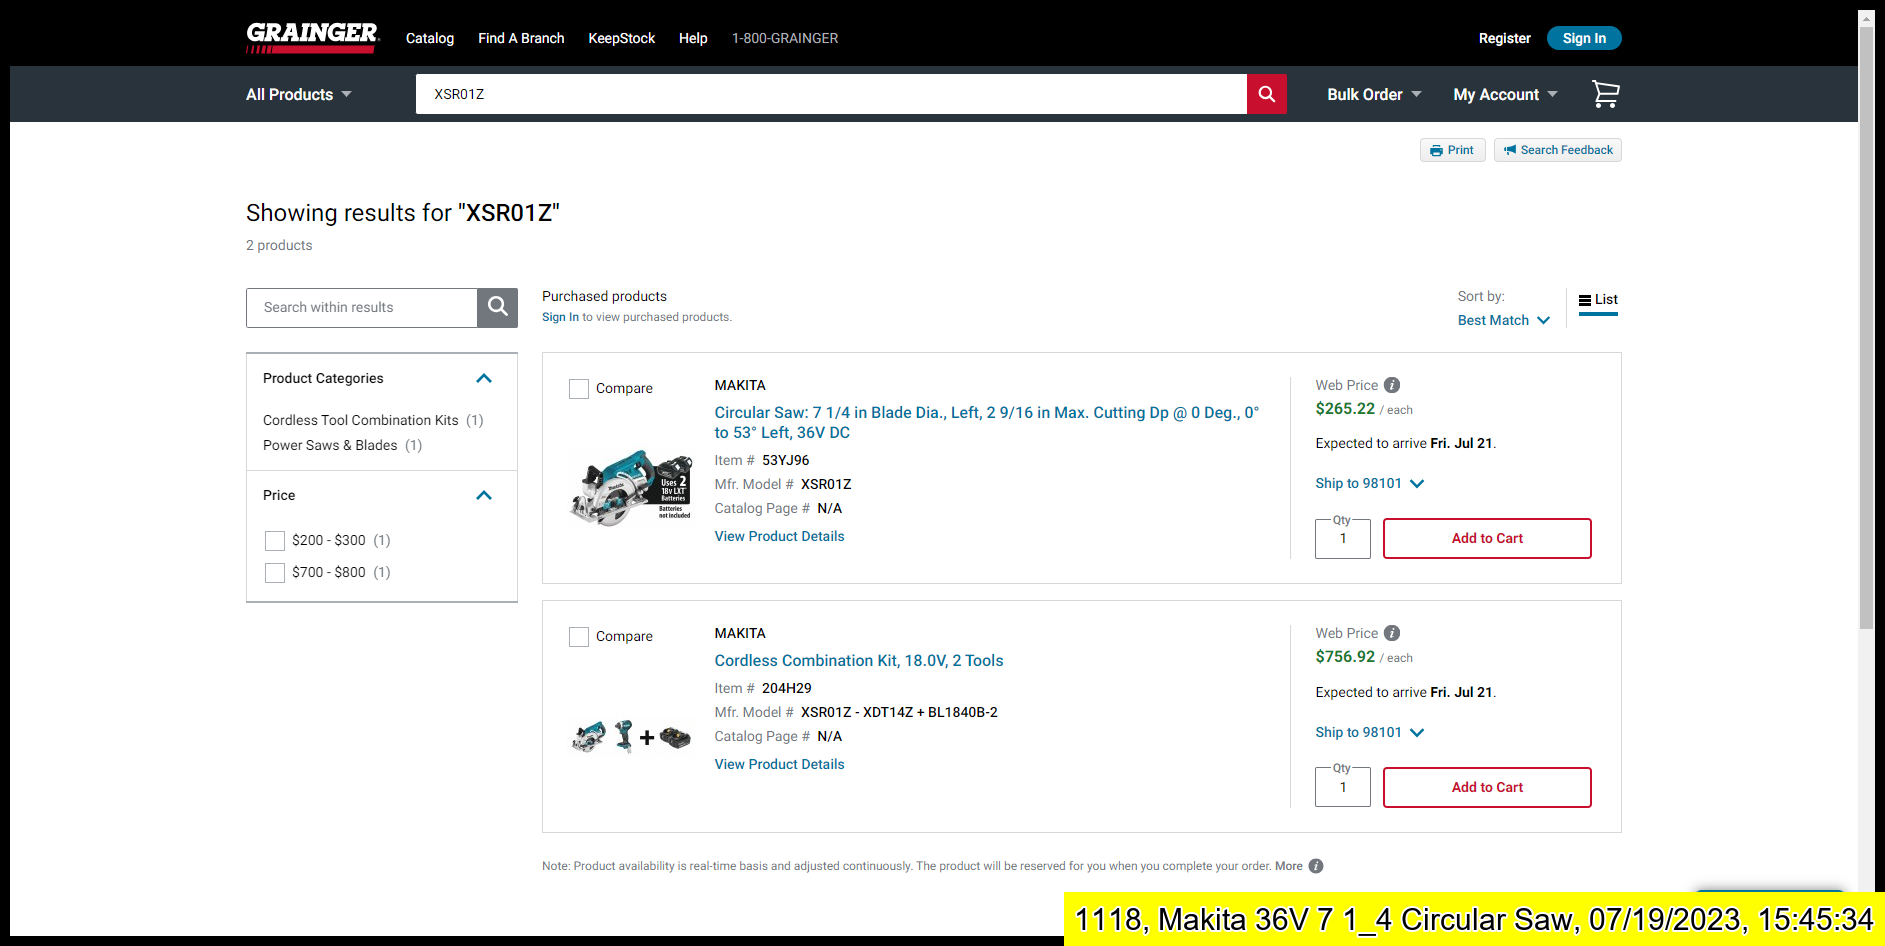 GRAINGER
Catalog
Find A Branch
KeepStock
Help
1-800-GRAINGER
Register
Sign In
All Products
XSR01Z
Bulk Order
My Account
Print
Search Feedback
Showing results for "XSR01Z"
2 products
Search within results
Purchased products
Sign In to view purchased products.
Sort by:
Best Match
List
Product Categories
Cordless Tool Combination Kits (1)
Power Saws & Blades (1)
Price
$200 - $300 (1)
$700 - $800 (1)
Compare
Uses 2
18v LXT
Batteries
Batteries
not included
MAKITA
Circular Saw: 7 1/4 in Blade Dia., Left, 2 9/16 in Max. Cutting Dp @ 0 Deg., 0°
to 53° Left, 36V DC
Item # 53YJ96
Mfr. Model # XSR01Z
Catalog Page # N/A
View Product Details
Web Price
$265.22 / each
Expected to arrive Fri. Jul 21.
Ship to 98101
Qty
1
Add to Cart
Compare
MAKITA
Cordless Combination Kit, 18.0V, 2 Tools
Item # 204H29
Mfr. Model # XSR01Z - XDT14Z + BL1840B-2
Catalog Page # N/A
View Product Details
Web Price
$756.92 / each
Expected to arrive Fri. Jul 21.
Ship to 98101
Qty
1
Add to Cart
Note: Product availability is real-time basis and adjusted continuously. The product will be reserved for you when you complete your order. More
1118, Makita 36V 7 1_4 Circular Saw, 07/19/2023, 15:45:34